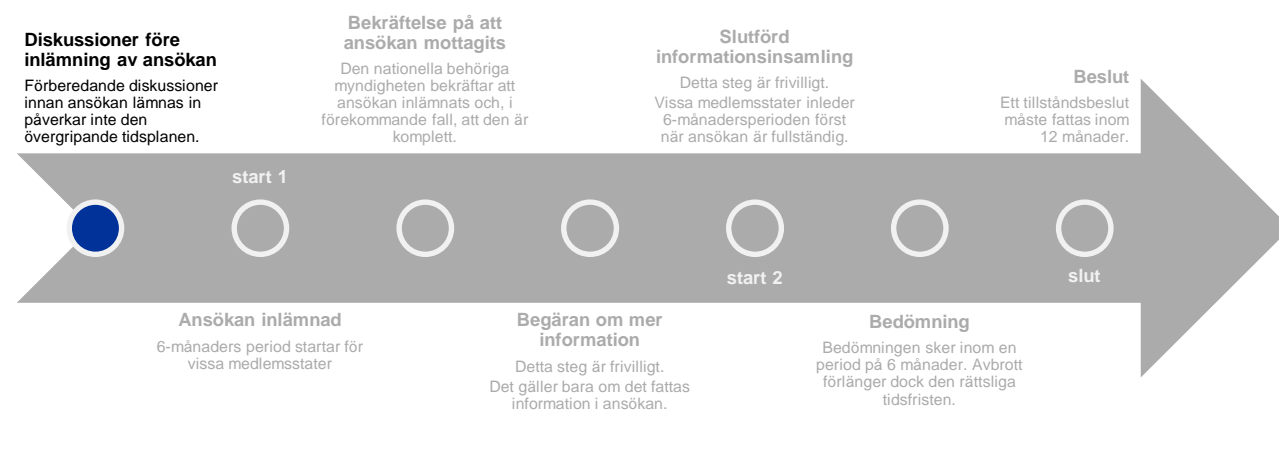 Diskussioner före
inlämning av ansökan
Förberedande diskussioner
innan ansökan lämnas in
påverkar inte den
övergripande tidsplanen.
Bekräftelse på att
ansökan mottagits
Den nationella behöriga
myndigheten bekräftar att
ansökan inlämnats och, i
förekommande fall, att den är
komplett.
Slutförd
informationsinsamling
Detta steg är frivilligt.
Vissa medlemsstater inleder
6-månadersperioden först
när ansökan är fullständig.
Beslut
Ett tillståndsbeslut
måste fattas inom
12 månader.
start 1
start 2
slut
Ansökan inlämnad
6-månaders period startar för
vissa medlemsstater
Begäran om mer
information
Detta steg är frivilligt.
Det gäller bara om det fattas
information i ansökan.
Bedömning
Bedömningen sker inom en
period på 6 månader. Avbrott
förlänger dock den rättsliga
tidsfristen.